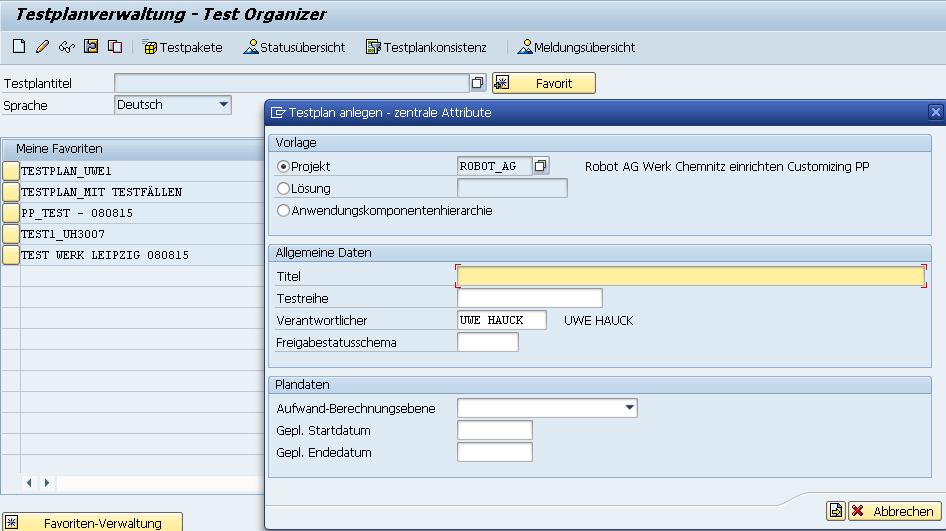 Testplanverwaltung - Test Organizer
Testpakete Statusübersicht Testplankonsistenz Meldungsübersicht
Testplantitel Favorit
Sprache Deutsch
Testplan anlegen - zentrale Attribute
Meine Favoriten
TESTPLAN_UWE1
TESTPLAN_MIT TESTFÄLLEN
PP_TEST - 080815
TEST1_UH3007
TEST WERK LEIPZIG 080815
Vorlage
Projekt ROBOT_AG Robot AG Werk Chemnitz einrichten Customizing PP
Lösung
Anwendungskomponentenhierarchie
Allgemeine Daten
Titel
Testreihe
Verantwortlicher UWE HAUCK UWE HAUCK
Freigabestatusschema
Plandaten
Aufwand-Berechnungsebene
Gepl. Startdatum
Gepl. Endedatum
Abbrechen
Favoriten-Verwaltung